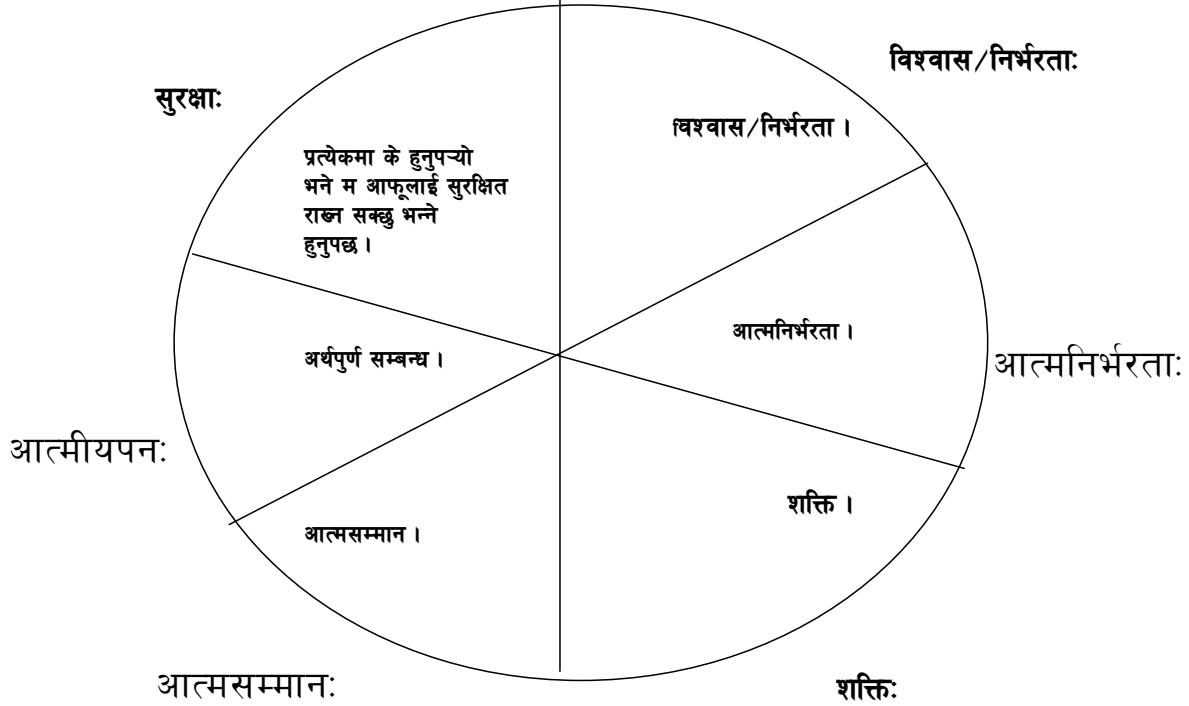 विश्वास/निर्भरताः
सुरक्षाः
विश्वास/निर्भरता ।
प्रत्येकमा के हुनुपर्‍यो
भने म आफूलाई सुरक्षित
राख्न सक्छु भन्ने
हुनुपछ ।
आत्मनिर्भरता ।
अर्थपुर्ण सम्बन्ध ।
आत्मनिर्भरताः
आत्मीयपनः
शक्ति ।
आत्मसम्मान ।
आत्मसम्मानः
शक्तिः